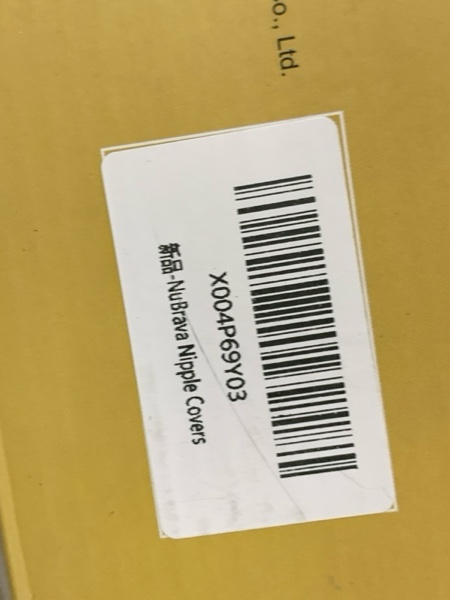 o., Ltd.
X004P69Y03
新品-NuBrava Nipple Covers